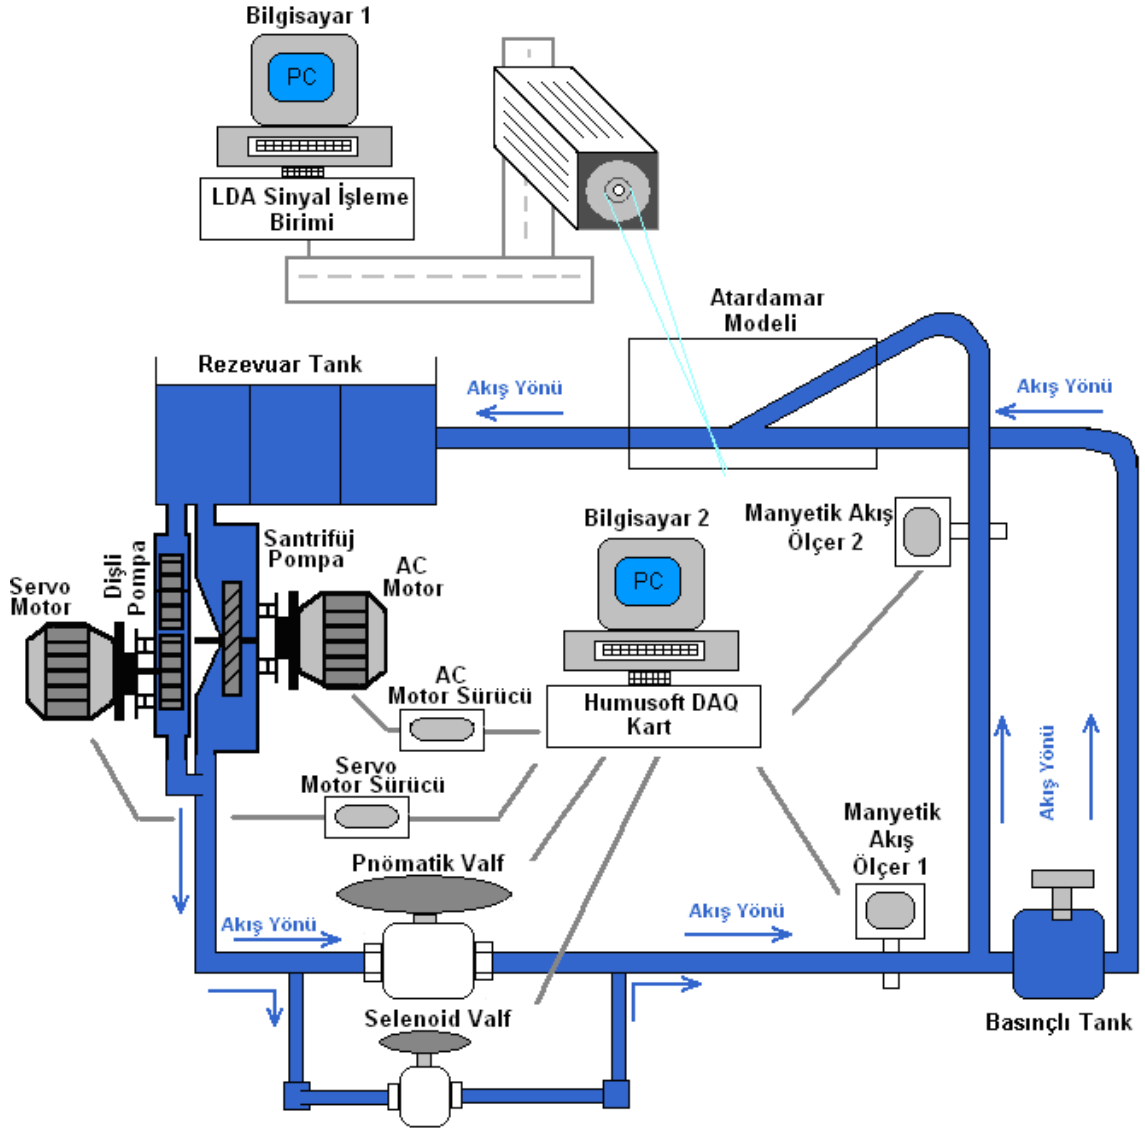 Bilgisayar 1
PC
LDA Sinyal İşleme
Birimi
Atardamar
Modeli
Rezevuar Tank
Akış Yönü
Akış Yönü
Bilgisayar 2
Manyetik Akış
Ölçer 2
Santrifüj
Pompa
Dişli
Pompa
AC
Motor
Servo
Motor
PC
AC
Motor Sürücü
Humusoft DAQ
Kart
Servo
Motor Sürücü
Akış Yönü
Manyetik
Akış
Ölçer 1
Pnömatik Valf
Akış Yönü
Akış Yönü
Selenoid Valf
Basınçlı Tank